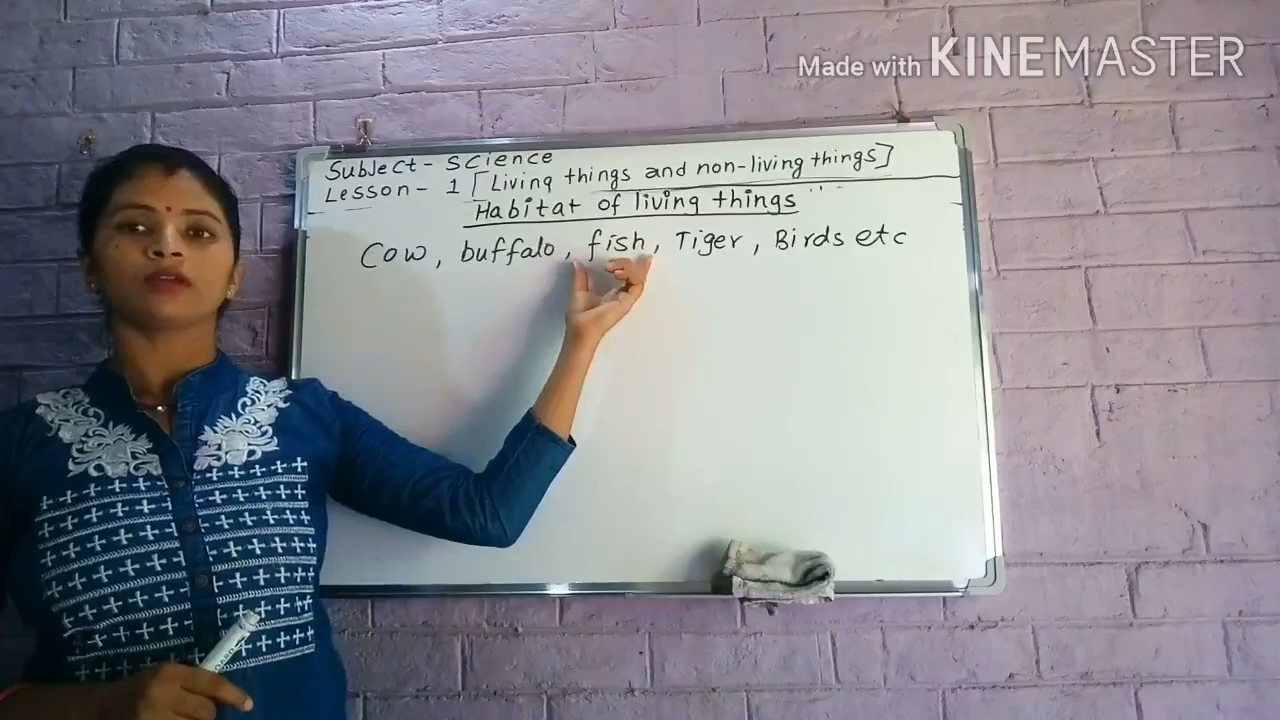 Made with KINEMASTER
Subject - Science
Lesson - 1 [Living things and non-living things]
Habitat of living things"
Cow, buffalo, fish, Tiger, Birds etc